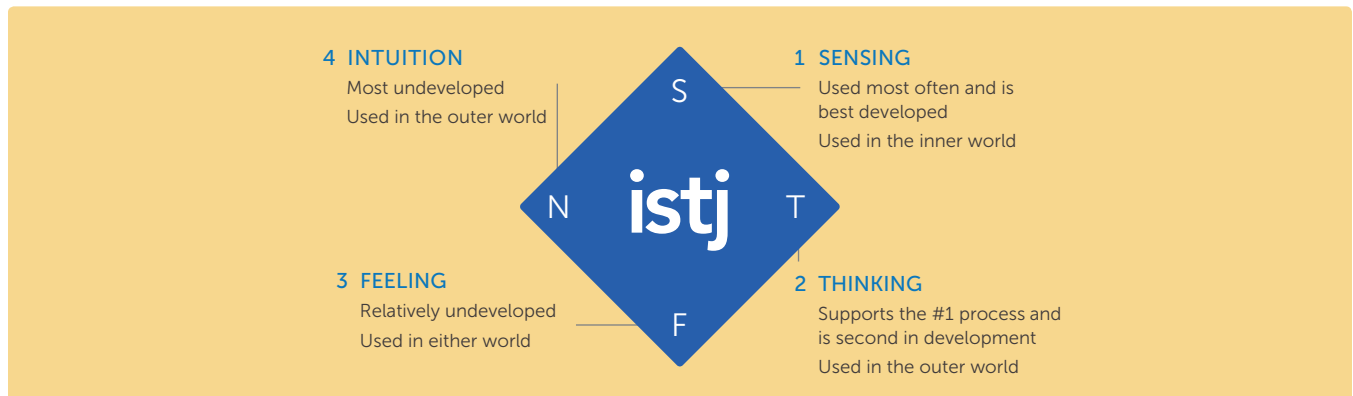 4 INTUITION
Most undeveloped
Used in the outer world
1 SENSING
Used most often and is
best developed
Used in the inner world
S
N
istj
T
F
3 FEELING
Relatively undeveloped
Used in either world
2 THINKING
Supports the #1 process and
is second in development
Used in the outer world